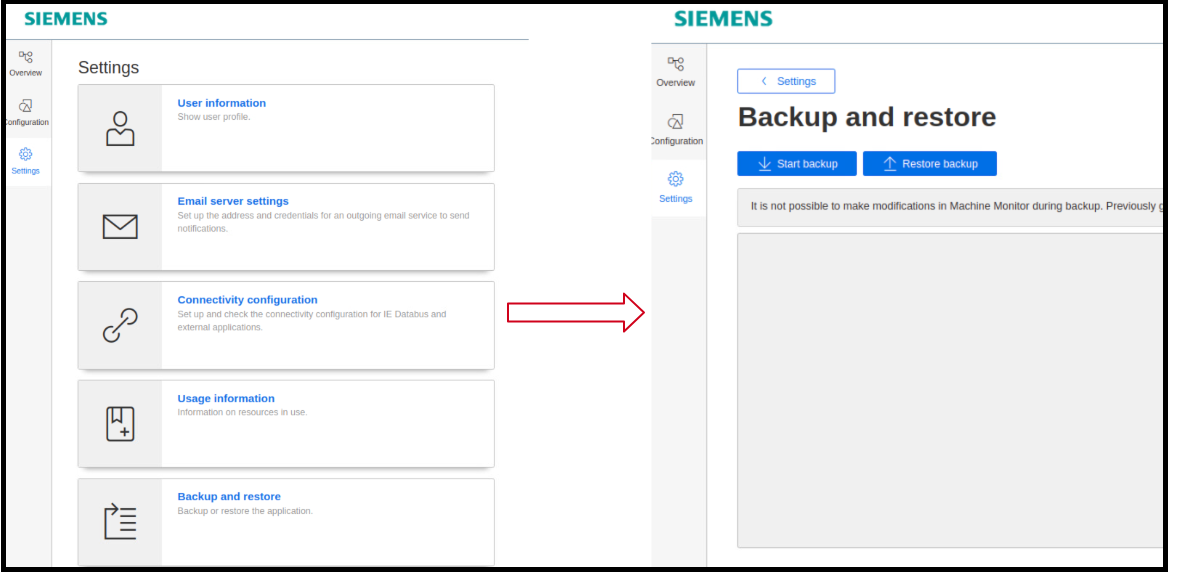 SIEMENS
Overview
Configuration
Settings
Settings
User information
Show user profile.
Email server settings
Set up the address and credentials for an outgoing email service to send
notifications.
Connectivity configuration
Set up and check the connectivity configuration for IE Databus and
external applications.
Usage information
Information on resources in use.
Backup and restore
Backup or restore the application.
SIEMENS
Overview
Configuration
Settings
Settings
Backup and restore
Start backup
Restore backup
It is not possible to make modifications in Machine Monitor during backup. Previously g